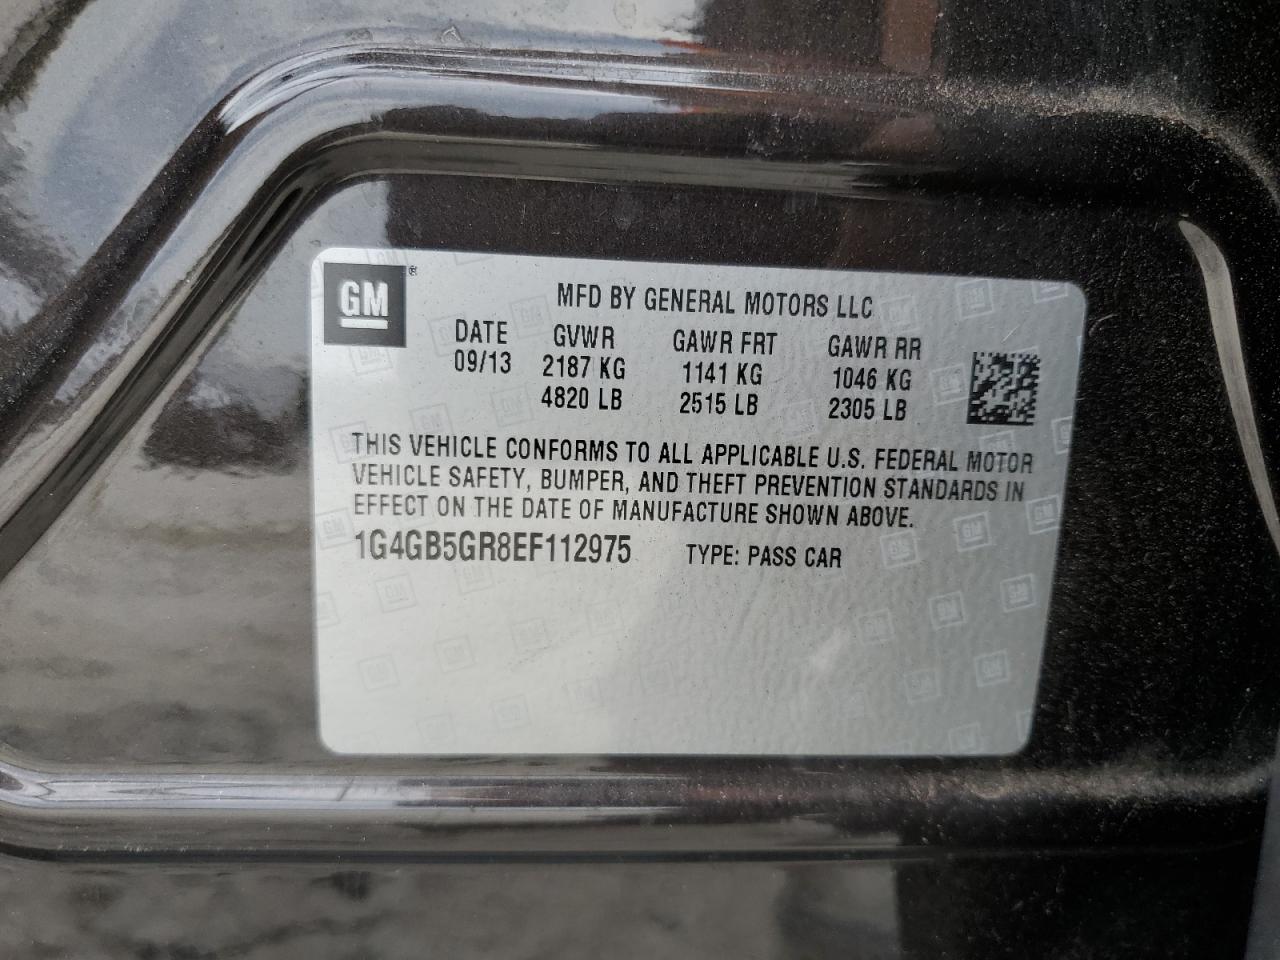 GM ®
MFD BY GENERAL MOTORS LLC
DATE GVWR GAWR FRT GAWR RR
09/13 2187 KG 1141 KG 1046 KG
4820 LB 2515 LB 2305 LB
THIS VEHICLE CONFORMS TO ALL APPLICABLE U.S. FEDERAL MOTOR
VEHICLE SAFETY, BUMPER, AND THEFT PREVENTION STANDARDS IN
EFFECT ON THE DATE OF MANUFACTURE SHOWN ABOVE.
1G4GB5GR8EF112975 TYPE: PASS CAR